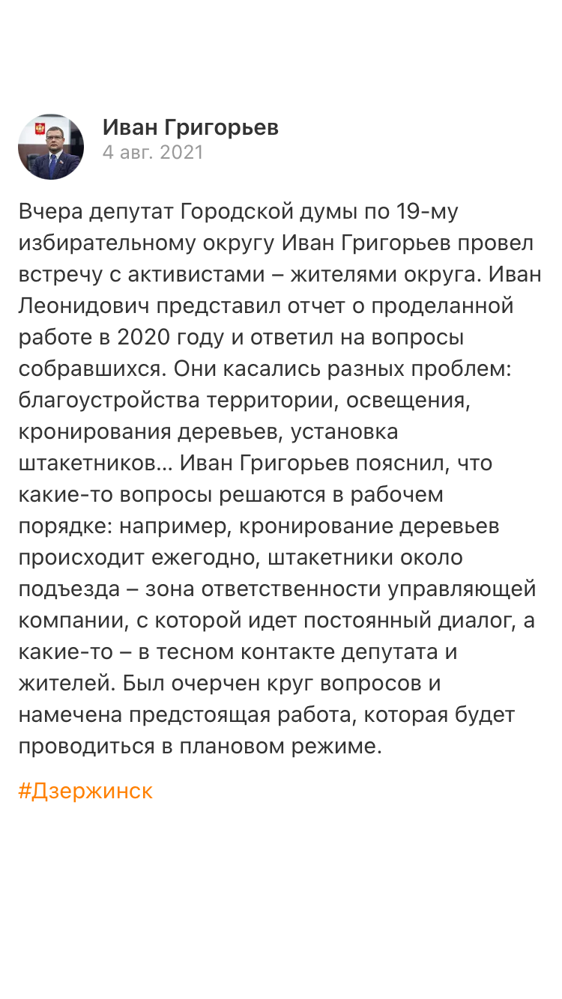 Иван Григорьев
4 авг. 2021
Вчера депутат Городской думы по 19-му
избирательному округу Иван Григорьев провел
встречу с активистами – жителями округа. Иван
Леонидович представил отчет о проделанной
работе в 2020 году и ответил на вопросы
собравшихся. Они касались разных проблем:
благоустройства территории, освещения,
кронирования деревьев, установка
штакетников... Иван Григорьев пояснил, что
какие-то вопросы решаются в рабочем
порядке: например, кронирование деревьев
происходит ежегодно, штакетники около
подъезда – зона ответственности управляющей
компании, с которой идет постоянный диалог, а
какие-то – в тесном контакте депутата и
жителей. Был очерчен круг вопросов и
намечена предстоящая работа, которая будет
проводиться в плановом режиме.
#Дзержинск